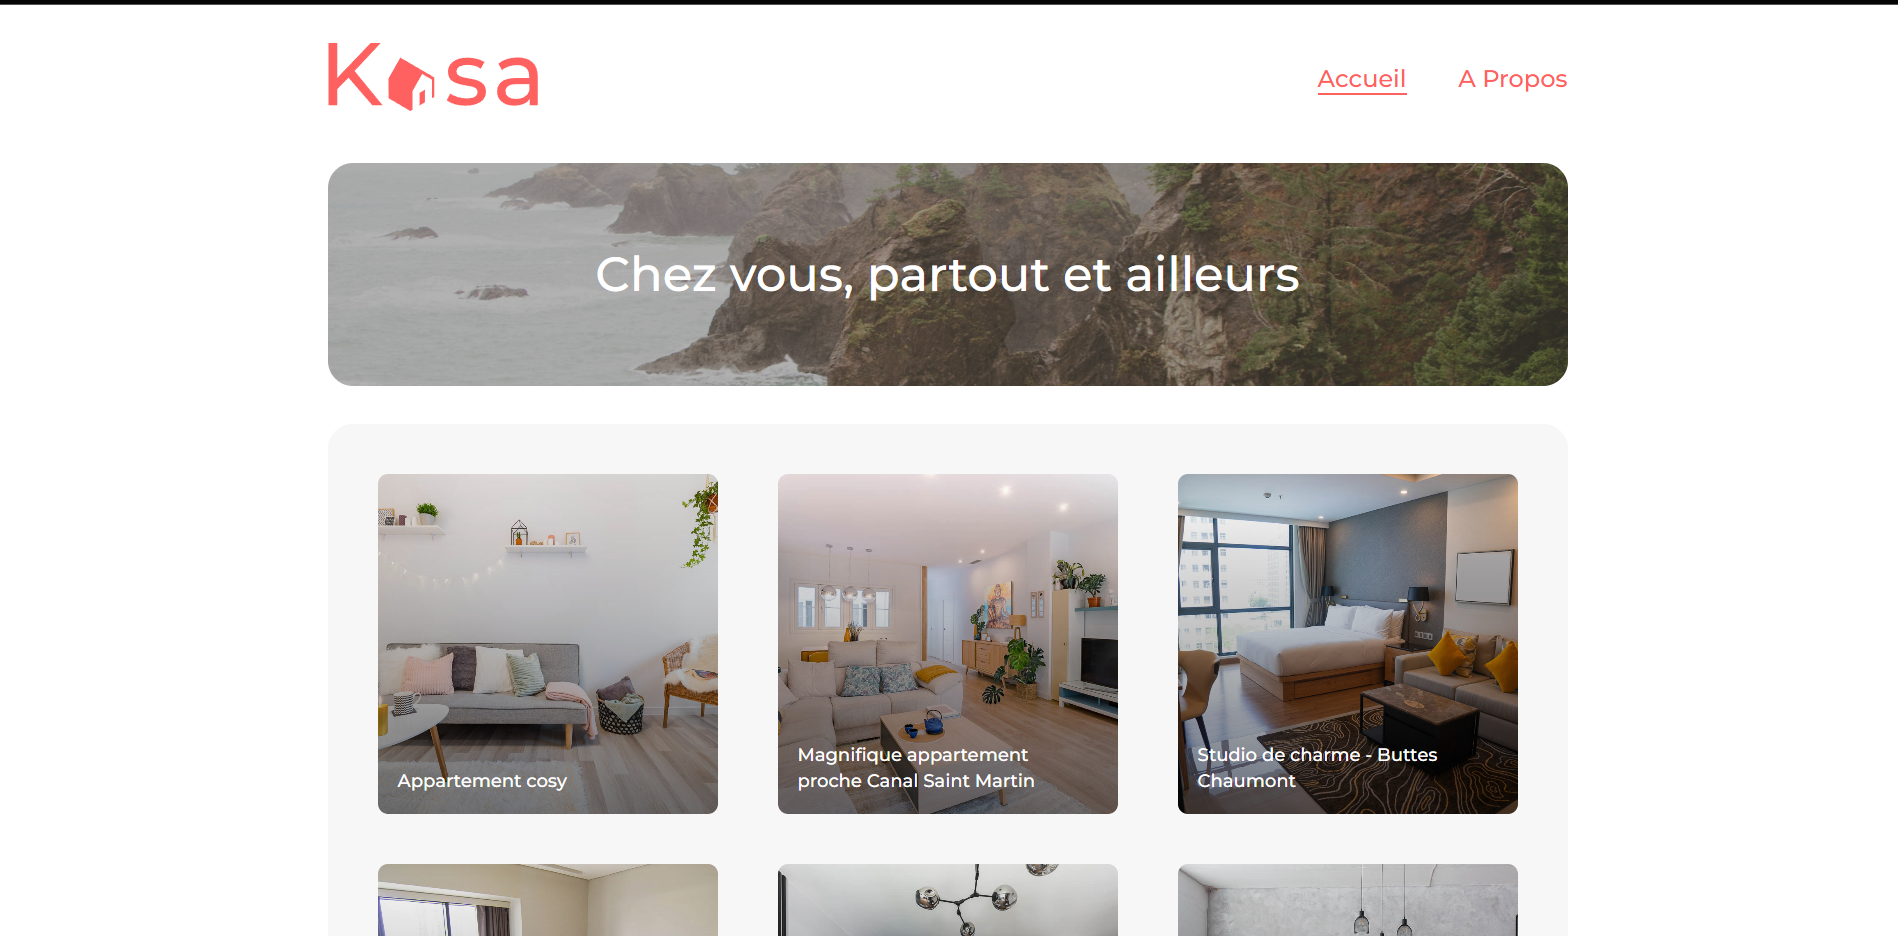 Kasa
Accueil
A Propos
Chez vous, partout et ailleurs
Appartement cosy
Magnifique appartement
proche Canal Saint Martin
Studio de charme - Buttes
Chaumont